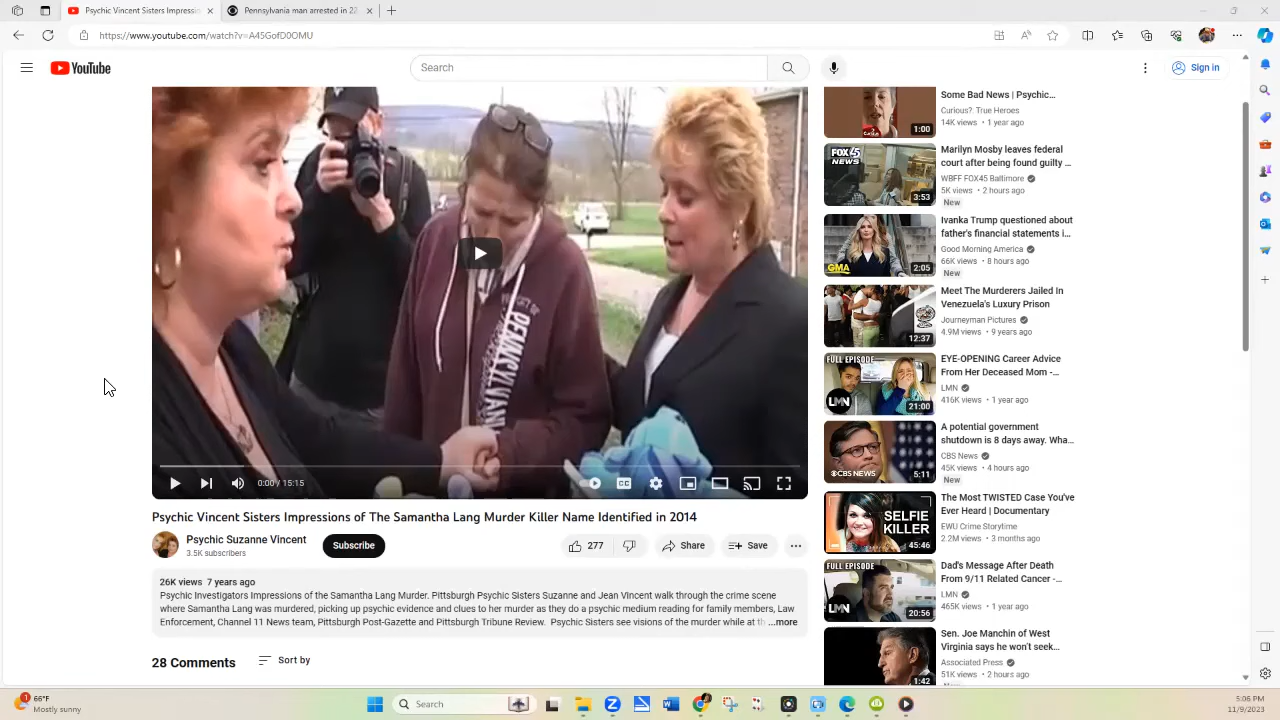 Psychic Vincent Sisters Impression
Pensylvania man arrested in 22
https://www.youtube.com/watch?v=A45GofD0OMU
YouTube
Search
Sign in
Some Bad News | Psychic...
Curious?: True Heroes
14K views • 1 year ago
1:00
FOX 45
NEWS
3:53
Marilyn Mosby leaves federal
court after being found guilty ...
WBFF FOX45 Baltimore
5K views • 2 hours ago
New
GMA
2:05
Ivanka Trump questioned about
father's financial statements i...
Good Morning America
66K views • 8 hours ago
New
12:37
Meet The Murderers Jailed In
Venezuela's Luxury Prison
Journeyman Pictures
4.9M views • 9 years ago
FULL EPISODE
LMN
21:00
EYE-OPENING Career Advice
From Her Deceased Mom -...
LMN
416K views • 1 year ago
CBS NEWS
5:11
A potential government
shutdown is 8 days away. Wha...
CBS News
45K views • 4 hours ago
New
SELFIE
KILLER
45:46
The Most TWISTED Case You've
Ever Heard | Documentary
EWU Crime Storytime
2.2M views • 3 months ago
FULL EPISODE
LMN
20:56
Dad's Message After Death
From 9/11 Related Cancer -...
LMN
465K views • 1 year ago
1:42
Sen. Joe Manchin of West
Virginia says he won't seek...
Associated Press
51K views • 2 hours ago
0:00 / 15:15
Psychic Vincent Sisters Impressions of The Samantha Lang Murder Killer Name Identified in 2014
Psychic Suzanne Vincent
3.5K subscribers
Subscribe
277
Share
Save
26K views 7 years ago
Psychic Investigators Impressions of the Samantha Lang Murder. Pittsburgh Psychic Sisters Suzanne and Jean Vincent walk through the crime scene
where Samantha Lang was murdered, picking up psychic evidence and clues to her murder as they do a psychic medium reading for family members, Law
Enforcement, Channel 11 News team, Pittsburgh Post-Gazette and Pittsburgh Tribune Review. Psychic Sisters see visions of the murder while at th ...more
28 Comments
Sort by
1
66°F
Mostly sunny
Search
5:06 PM
11/9/2023